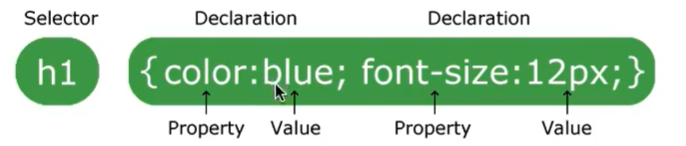 Selector Declaration Declaration
h1 {color:blue; font-size:12px;}
Property Value Property Value